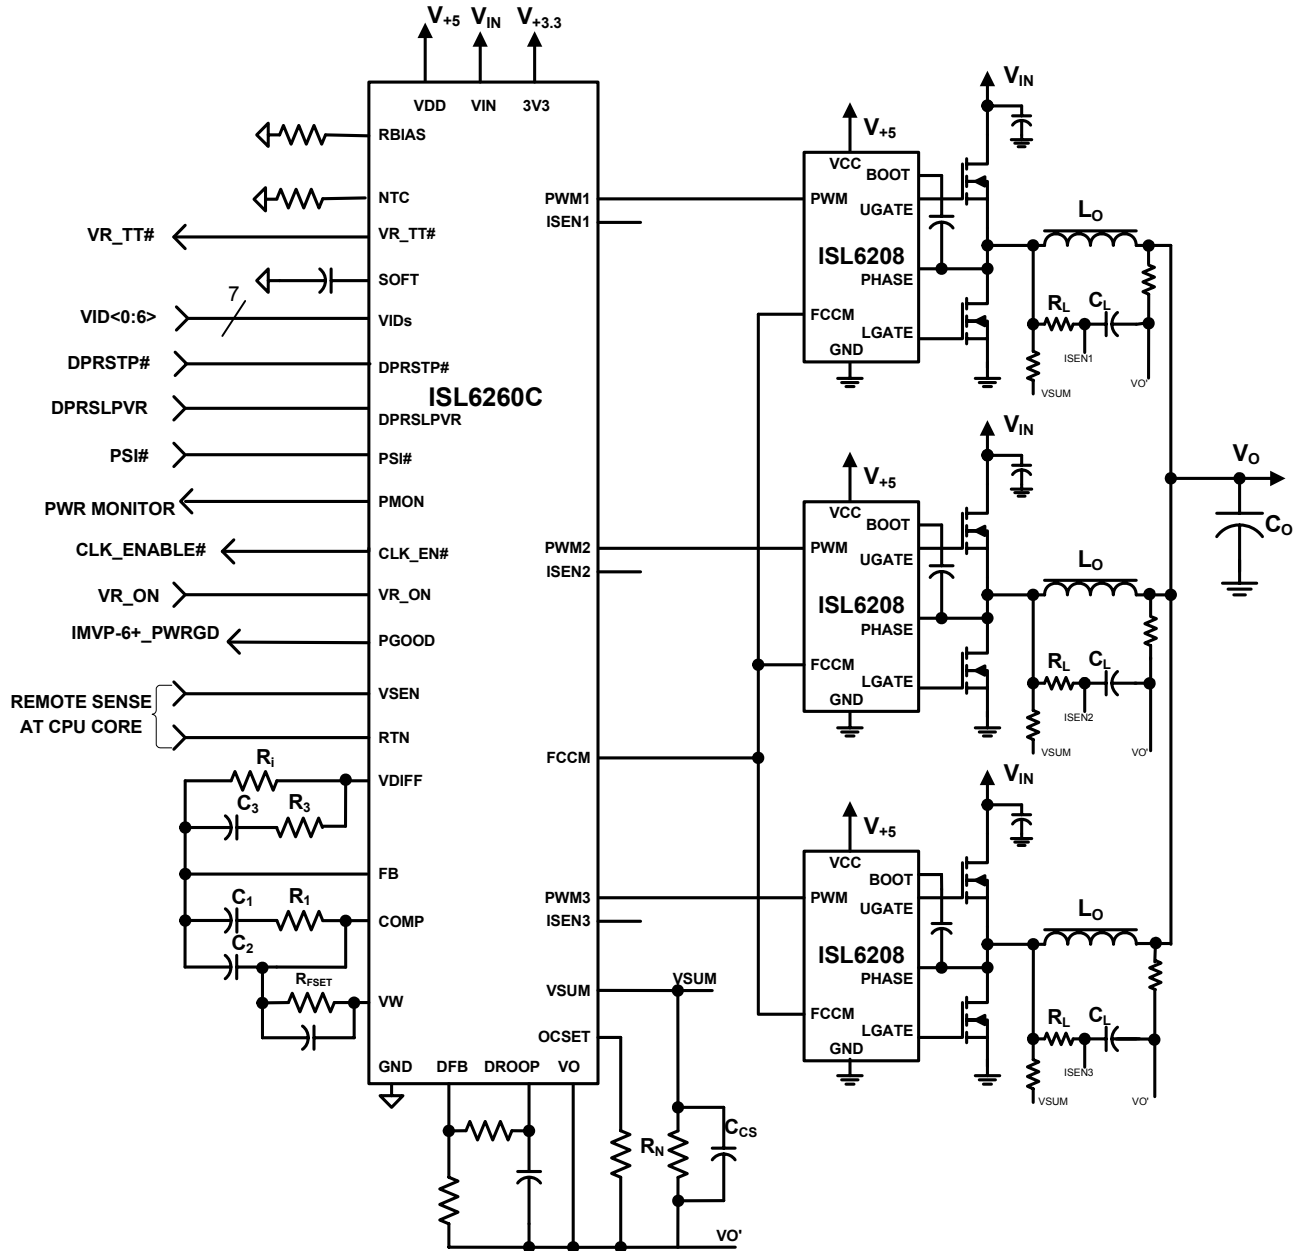 V+5 VIN V+3.3
VDD VIN 3V3
RBIAS
NTC
VR_TT# VR_TT#
SOFT
7
VID<0:6> VIDs
DPRSTP# DPRSTP#
ISL6260C
DPRSLPVR DPRSLPVR
PSI# PSI#
PWR MONITOR PMON
CLK_ENABLE# CLK_EN#
VR_ON VR_ON
IMVP-6+_PWRGD PGOOD
REMOTE SENSE
AT CPU CORE
VSEN
RTN
Ri VDIFF
C3 R3
FB
C1 R1 COMP
C2
RFSET
VW
GND DFB DROOP VO
PWM1
ISEN1
PWM2
ISEN2
FCCM
PWM3
ISEN3
VSUM VSUM
OCSET
RN CCS
VO'
VIN
V+5
VCC
BOOT
PWM
UGATE
ISL6208
PHASE
FCCM
LGATE
GND
LO
RL CL
ISEN1
VSUM
VO'
VIN
V+5
VCC
BOOT
PWM
UGATE
ISL6208
PHASE
FCCM
LGATE
GND
LO
RL CL
ISEN2
VSUM
VO'
VIN
V+5
VCC
BOOT
PWM
UGATE
ISL6208
PHASE
FCCM
LGATE
GND
LO
RL CL
ISEN3
VSUM
VO'
VO
CO